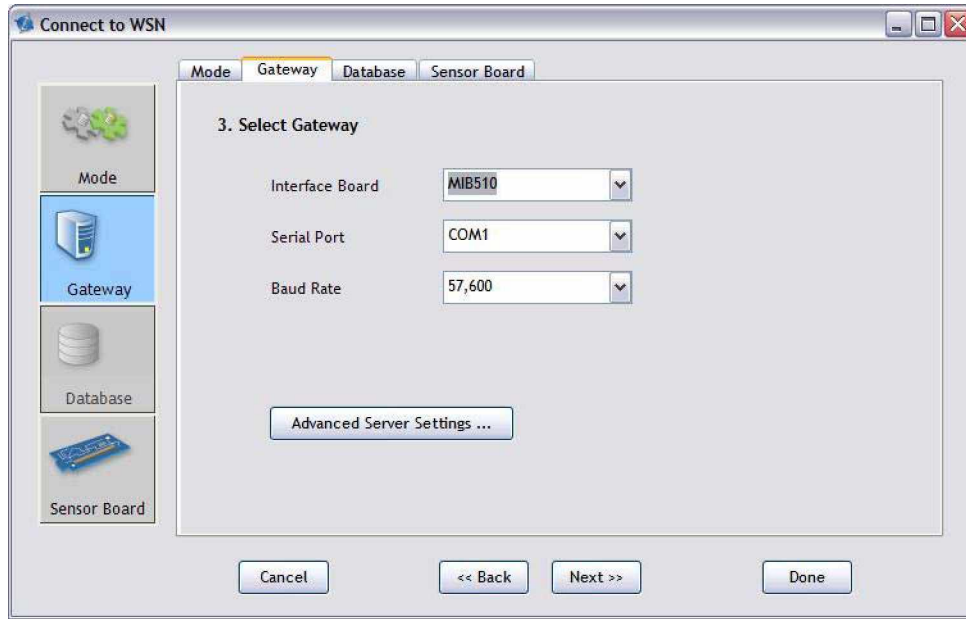 Connect to WSN
Mode Gateway Database Sensor Board
Mode
Gateway
Database
Sensor Board
3. Select Gateway
Interface Board MIB510
Serial Port COM1
Baud Rate 57,600
Advanced Server Settings ...
Cancel << Back Next >> Done